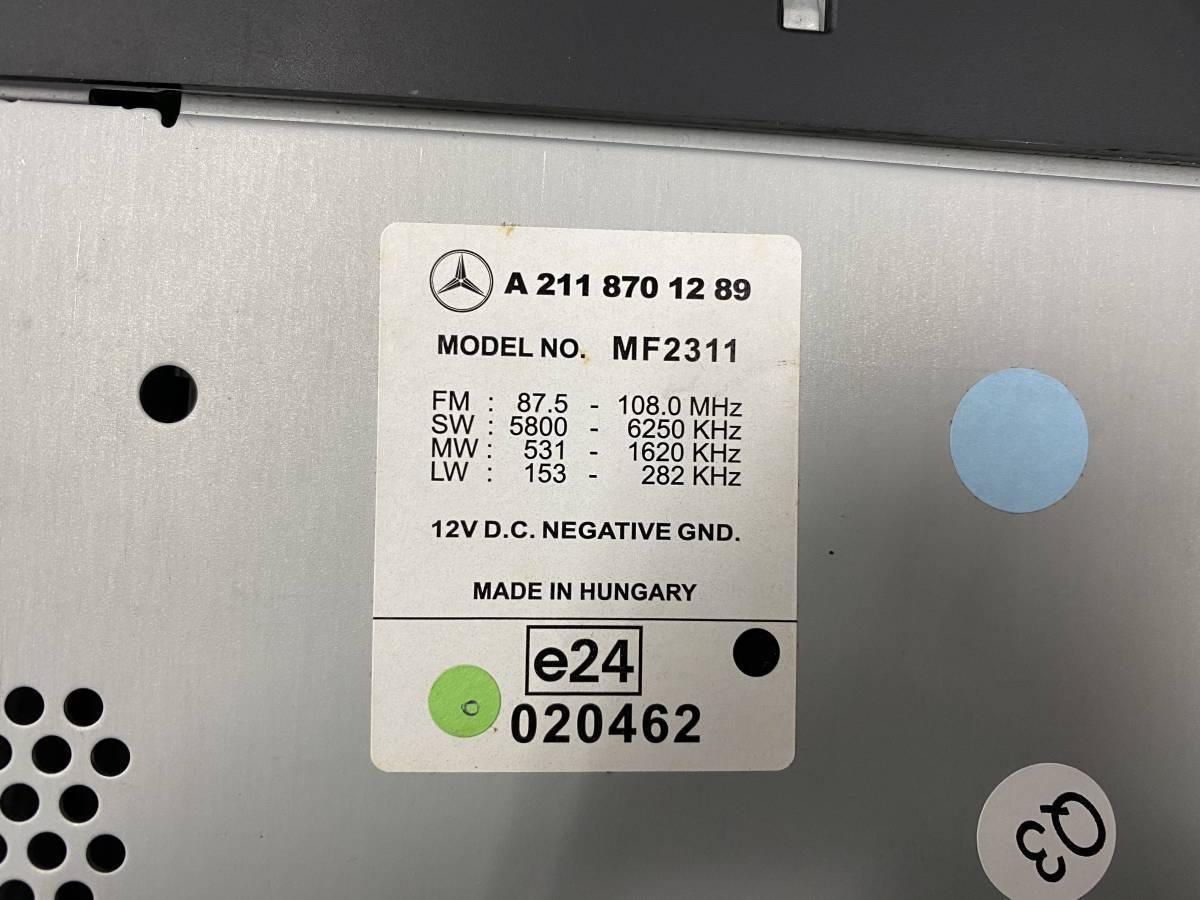 A 211 870 12 89
MODEL NO. MF2311
FM : 87.5 - 108.0 MHz
SW : 5800 - 6250 KHz
MW : 531 - 1620 KHz
LW : 153 - 282 KHz
12V D.C. NEGATIVE GND.
MADE IN HUNGARY
e24
020462
Q3